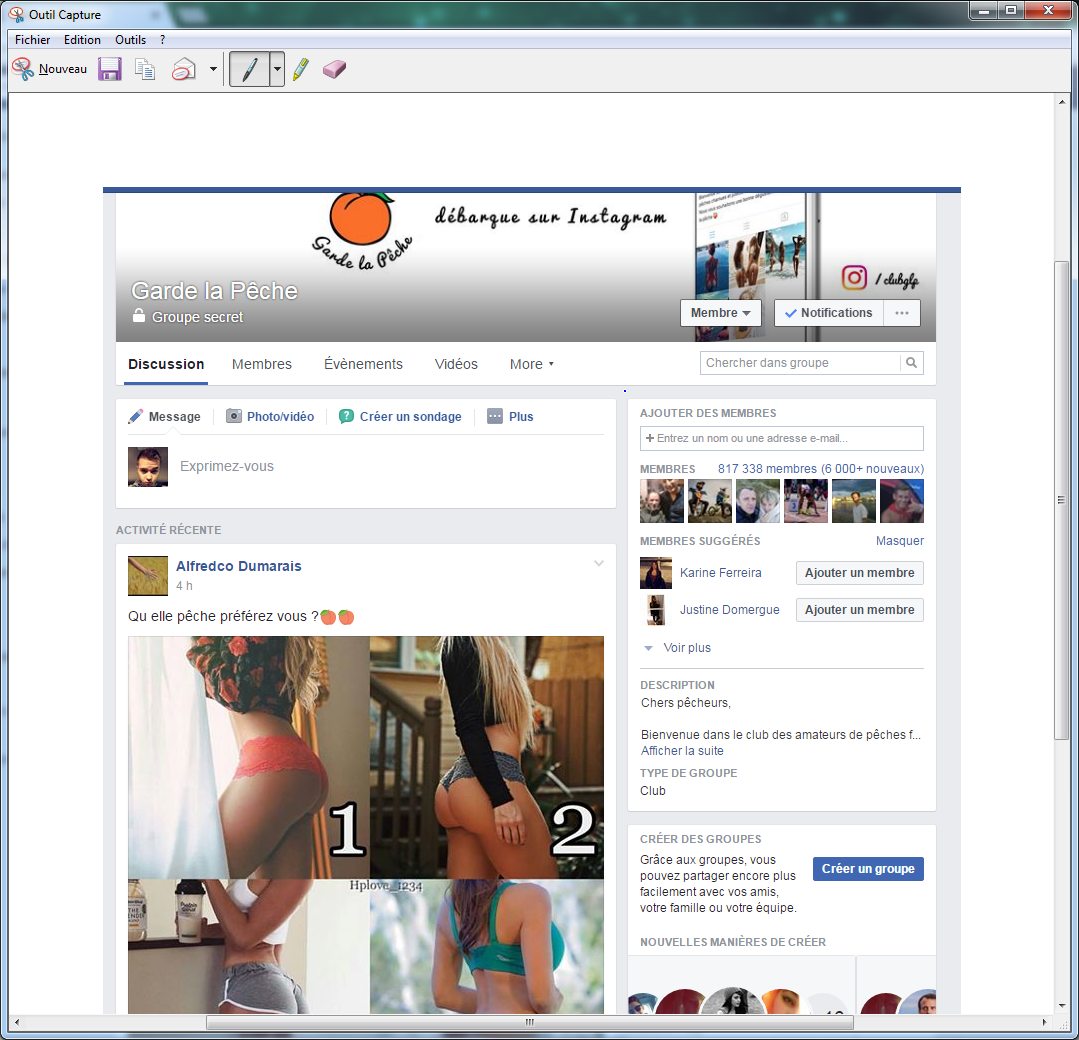 Outil Capture
Fichier Edition Outils ?
Nouveau
débarque sur Instagram
Garde la Pêche
/ clubglp
Garde la Pêche
Groupe secret
Membre
Notifications
Discussion Membres Évènements Vidéos More
Chercher dans groupe
Message Photo/vidéo Créer un sondage Plus
Exprimez-vous
ACTIVITÉ RÉCENTE
Alfredco Dumarais
4 h
Qu elle pêche préférez vous ?🍑🍑
1
2
Hplove_1234
AJOUTER DES MEMBRES
+ Entrez un nom ou une adresse e-mail...
MEMBRES 817 338 membres (6 000+ nouveaux)
MEMBRES SUGGÉRÉS Masquer
Karine Ferreira Ajouter un membre
Justine Domergue Ajouter un membre
Voir plus
DESCRIPTION
Chers pêcheurs,
Bienvenue dans le club des amateurs de pêches f...
Afficher la suite
TYPE DE GROUPE
Club
CRÉER DES GROUPES
Grâce aux groupes, vous
pouvez partager encore plus
facilement avec vos amis,
votre famille ou votre équipe.
Créer un groupe
NOUVELLES MANIÈRES DE CRÉER